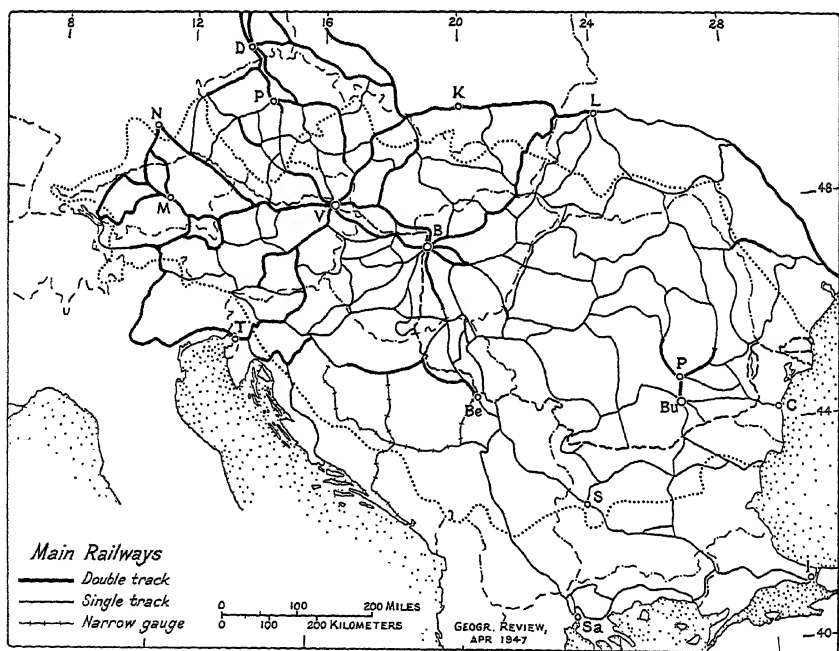 8 12 16 20 24 28
D
K
L
P
N
48
M
V
B
T
P
Be
Bu
C
44
S
I
Sa
40
Main Railways
Double track
Single track
Narrow gauge
0 100 200 MILES
0 100 200 KILOMETERS
GEOGR. REVIEW,
APR 1947